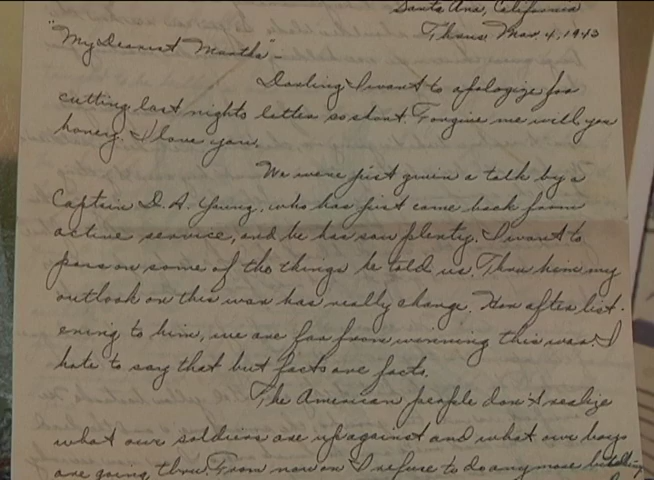 Santa Ana, California
Thurs. Mar. 4, 1943
"My Dearest Martha" -
Darling I want to apologize for
cutting last nights letter so short. Forgive me will you
honey. I love you.
We were just given a talk by a
Captain D. A. Young, who has just come back from
active service, and he has saw plenty. I want to
pass on some of the things he told us. Thru him my
outlook on this war has really change. Hon after list-
ening to him, we are far from winning this war. I
hate to say that but facts are facts.
The American people don't realize
what our soldiers are up against and what our boys
are going thru. From now on I refuse to do any more